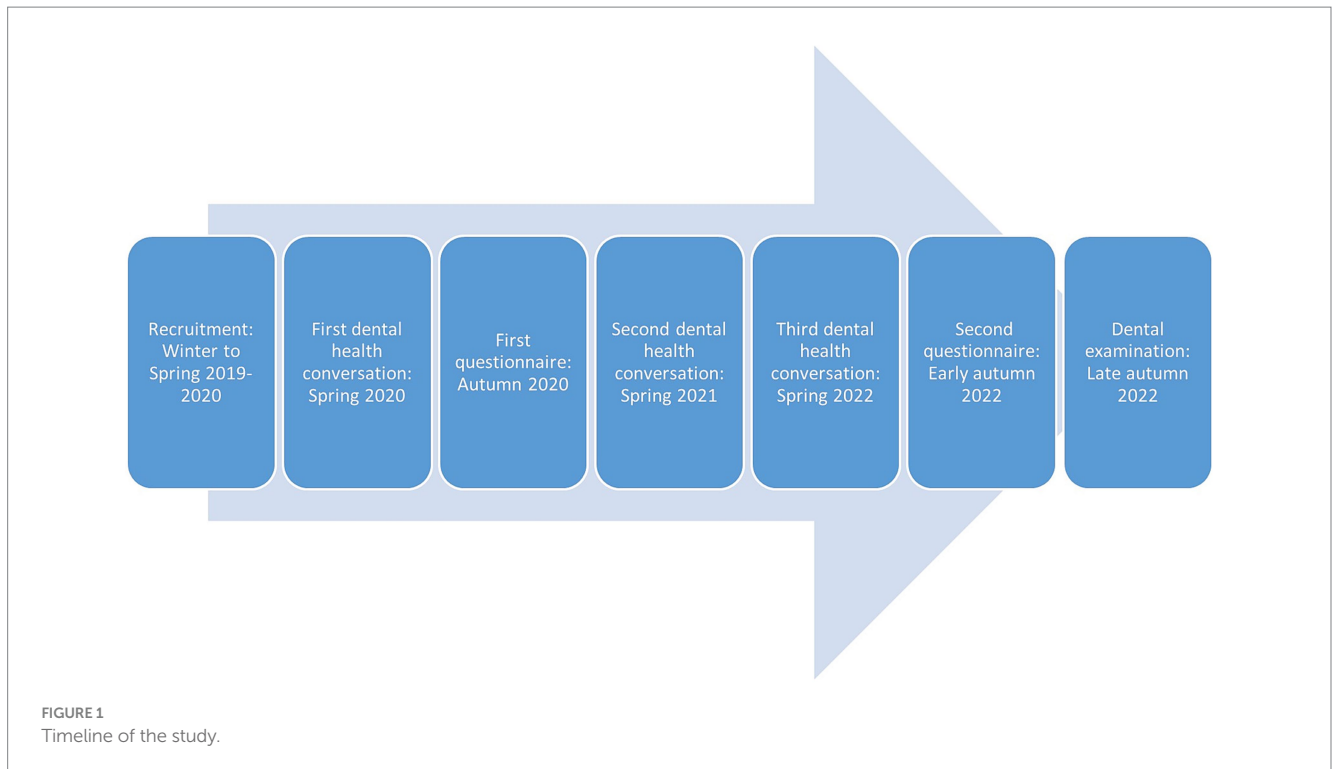 Recruitment:
Winter to
Spring 2019-
2020
First dental
health
conversation:
Spring 2020
First
questionnaire:
Autumn 2020
Second dental
health
conversation:
Spring 2021
Third dental
health
conversation:
Spring 2022
Second
questionnaire:
Early autumn
2022
Dental
examination:
Late autumn
2022
FIGURE 1
Timeline of the study.